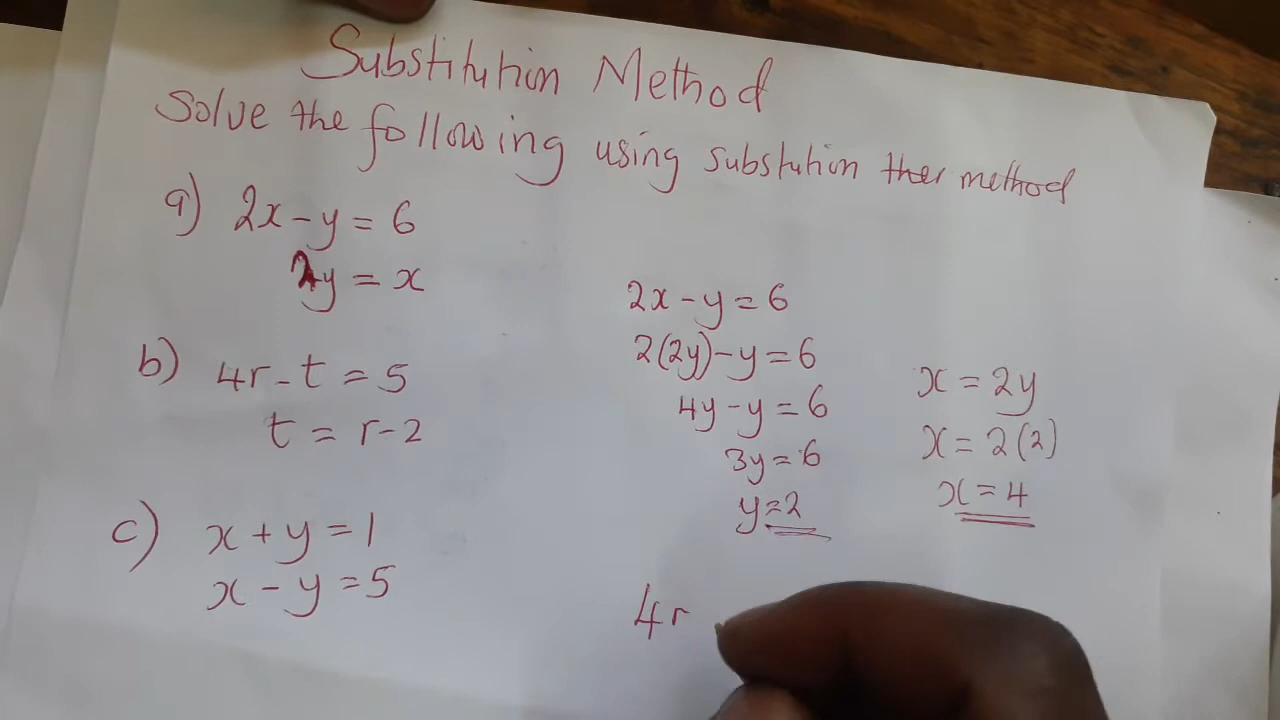 Substitution Method
Solve the following using substution ther method
a) 2x - y = 6
2y = x
b) 4r - t = 5
t = r - 2
c) x + y = 1
x - y = 5
2x - y = 6
2(2y) - y = 6
4y - y = 6
3y = 6
y = 2
x = 2y
x = 2(2)
x = 4
4r